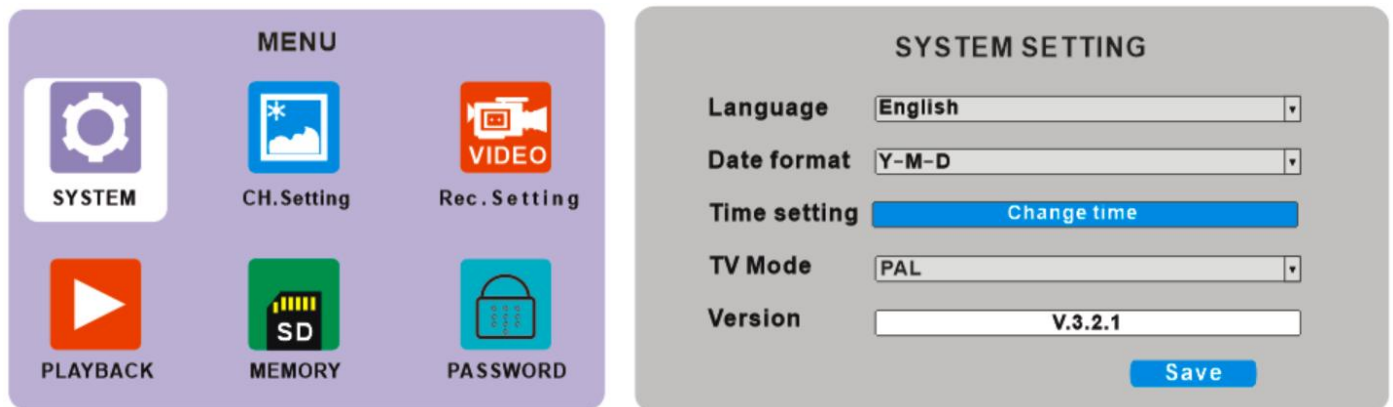 MENU
VIDEO
SYSTEM CH.Setting Rec.Setting
SD
PLAYBACK MEMORY PASSWORD
SYSTEM SETTING
Language English
Date format Y-M-D
Time setting Change time
TV Mode PAL
Version V.3.2.1
Save